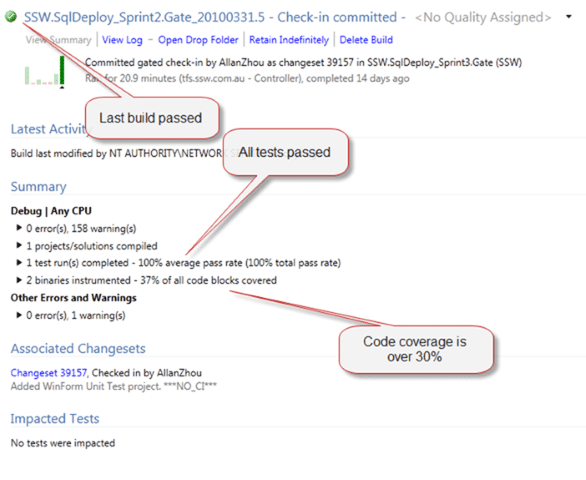 SSW.SqlDeploy_Sprint2.Gate_20100331.5 - Check-in committed - <No Quality Assigned>
View Summary | View Log - Open Drop Folder | Retain Indefinitely | Delete Build
Committed gated check-in by AllanZhou as changeset 39157 in SSW.SqlDeploy_Sprint3.Gate (SSW)
Ran for 20.9 minutes (tfs.ssw.com.au - Controller), completed 14 days ago
Last build passed
Latest Activity
All tests passed
Build last modified by NT AUTHORITY\NETWORK
Summary
Debug | Any CPU
0 error(s), 158 warning(s)
1 projects/solutions compiled
1 test run(s) completed - 100% average pass rate (100% total pass rate)
2 binaries instrumented - 37% of all code blocks covered
Other Errors and Warnings
0 error(s), 1 warning(s)
Code coverage is
over 30%
Associated Changesets
Changeset 39157, Checked in by AllanZhou
Added WinForm Unit Test project. ***NO_CI***
Impacted Tests
No tests were impacted